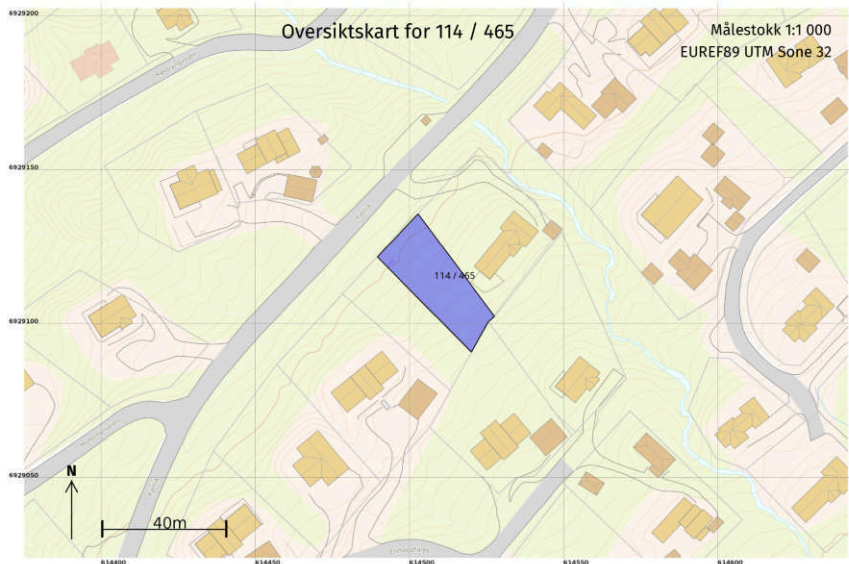 6929200
Oversiktskart for 114 / 465
Målestokk 1:1 000
EUREF89 UTM Sone 32
6929150
114 / 465
6929100
6929050
N
40m
614400
614450
614500
614550
614600